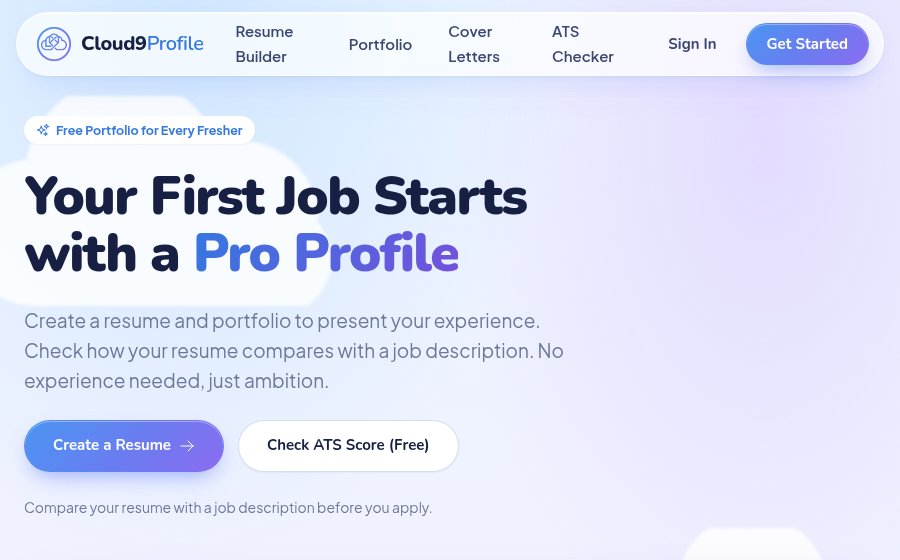 Cloud9Profile
Resume
Builder
Portfolio
Cover
Letters
ATS
Checker
Sign In
Get Started
Free Portfolio for Every Fresher
Your First Job Starts
with a Pro Profile
Create a resume and portfolio to present your experience.
Check how your resume compares with a job description. No
experience needed, just ambition.
Create a Resume →
Check ATS Score (Free)
Compare your resume with a job description before you apply.